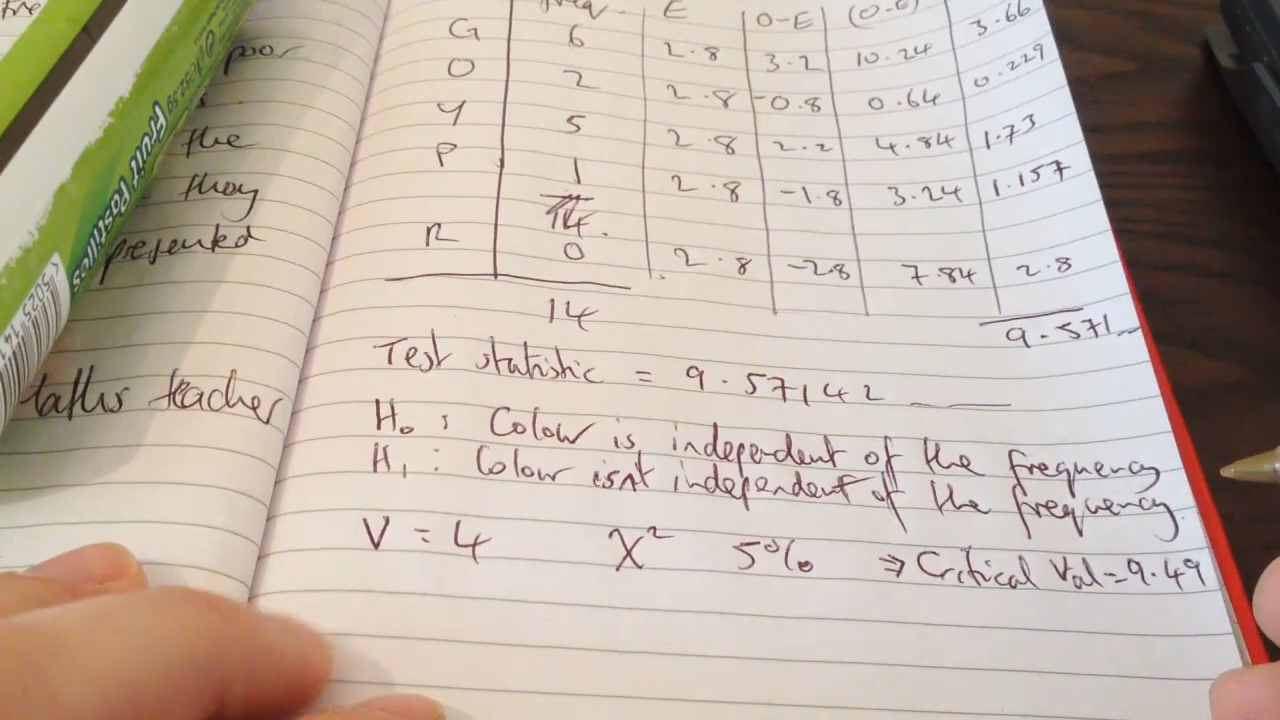 freq. E O-E (O-E)
G 6 2.8 3.2 10.24 3.66
O 2 2.8 -0.8 0.64 0.229
Y 5 2.8 2.2 4.84 1.73
P 1 2.8 -1.8 3.24 1.157
14.
R 0 2.8 -2.8 7.84 2.8
14 9.571
Test statistic = 9.57142
H₀ : Colour is independent of the frequency
H₁ : Colour isn't independent of the frequency.
V = 4 χ² 5% ⇒ Critical Val = 9.49
poor
the
they
presented
teacher
Fruit Pastilles